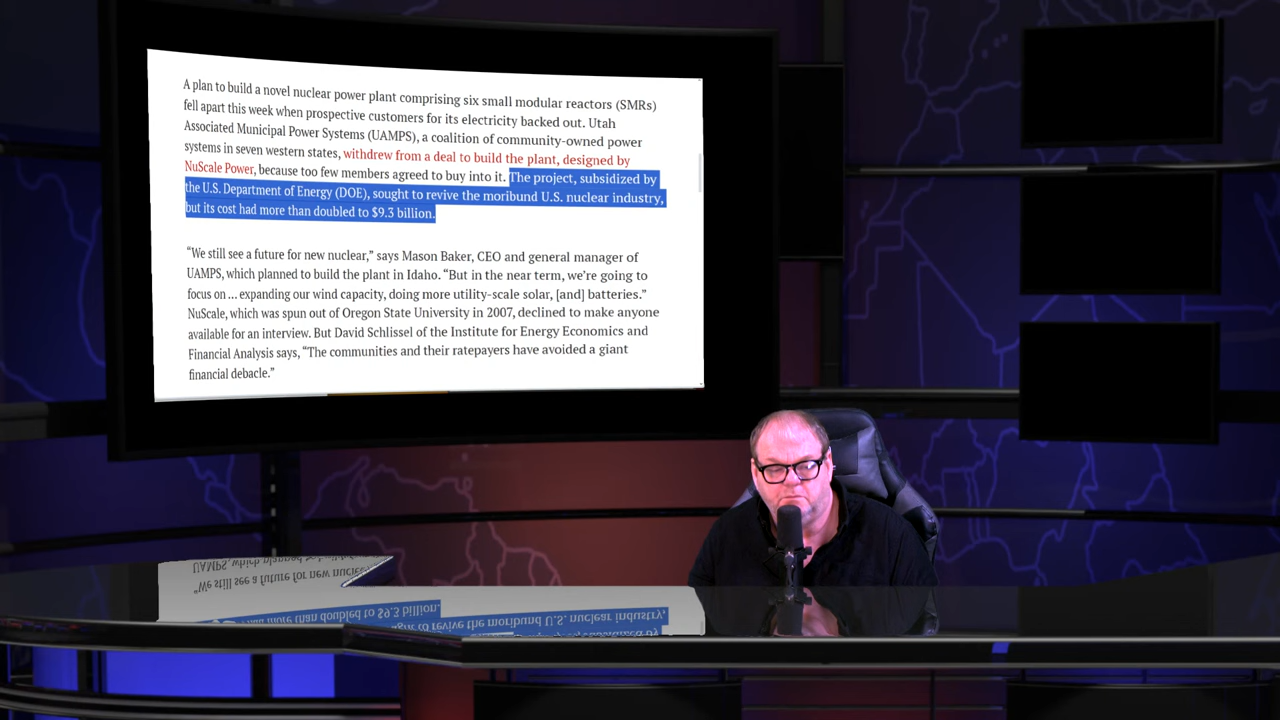 A plan to build a novel nuclear power plant comprising six small modular reactors (SMRs)
fell apart this week when prospective customers for its electricity backed out. Utah
Associated Municipal Power Systems (UAMPS), a coalition of community-owned power
systems in seven western states, withdrew from a deal to build the plant, designed by
NuScale Power, because too few members agreed to buy into it. The project, subsidized by
the U.S. Department of Energy (DOE), sought to revive the moribund U.S. nuclear industry,
but its cost had more than doubled to $9.3 billion.
“We still see a future for new nuclear,” says Mason Baker, CEO and general manager of
UAMPS, which planned to build the plant in Idaho. “But in the near term, we’re going to
focus on … expanding our wind capacity, doing more utility-scale solar, [and] batteries.”
NuScale, which was spun out of Oregon State University in 2007, declined to make anyone
available for an interview. But David Schlissel of the Institute for Energy Economics and
Financial Analysis says, “The communities and their ratepayers have avoided a giant
financial debacle.”